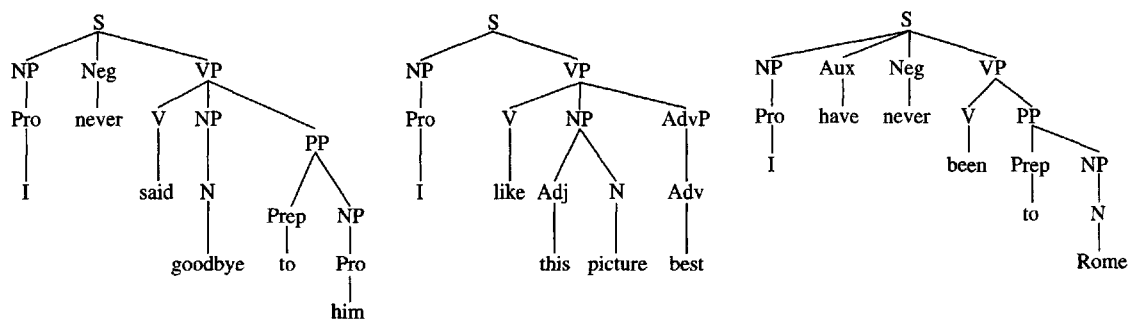 S S S
NP Neg VP NP VP NP Aux Neg VP
Pro never V NP PP Pro V NP AdvP Pro have never V PP
I said N Prep NP I like Adj N Adv I been Prep NP
goodbye to Pro this picture best to N
him Rome